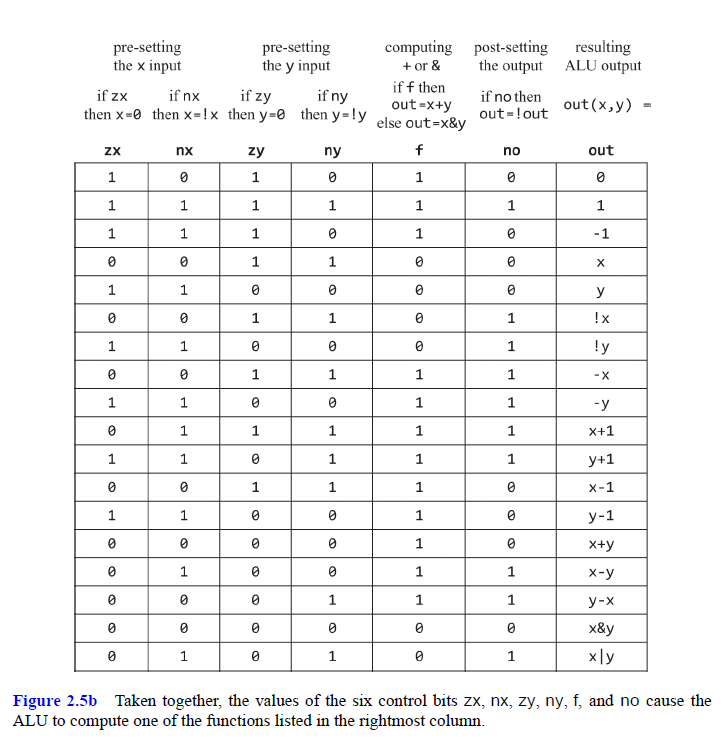 pre-setting the x input pre-setting the y input computing + or & post-setting the output resulting ALU output
if zx then x=0 if nx then x=!x if zy then y=0 if ny then y=!y if f then out=x+y else out=x&y if no then out=!out out(x,y) =
zx nx zy ny f no out
1 0 1 0 1 0 0
1 1 1 1 1 1 1
1 1 1 0 1 0 -1
0 0 1 1 0 0 x
1 1 0 0 0 0 y
0 0 1 1 0 1 !x
1 1 0 0 0 1 !y
0 0 1 1 1 1 -x
1 1 0 0 1 1 -y
0 1 1 1 1 1 x+1
1 1 0 1 1 1 y+1
0 0 1 1 1 0 x-1
1 1 0 0 1 0 y-1
0 0 0 0 1 0 x+y
0 1 0 0 1 1 x-y
0 0 0 1 1 1 y-x
0 0 0 0 0 0 x&y
0 1 0 1 0 1 x|y
Figure 2.5b Taken together, the values of the six control bits zx, nx, zy, ny, f, and no cause the
ALU to compute one of the functions listed in the rightmost column.